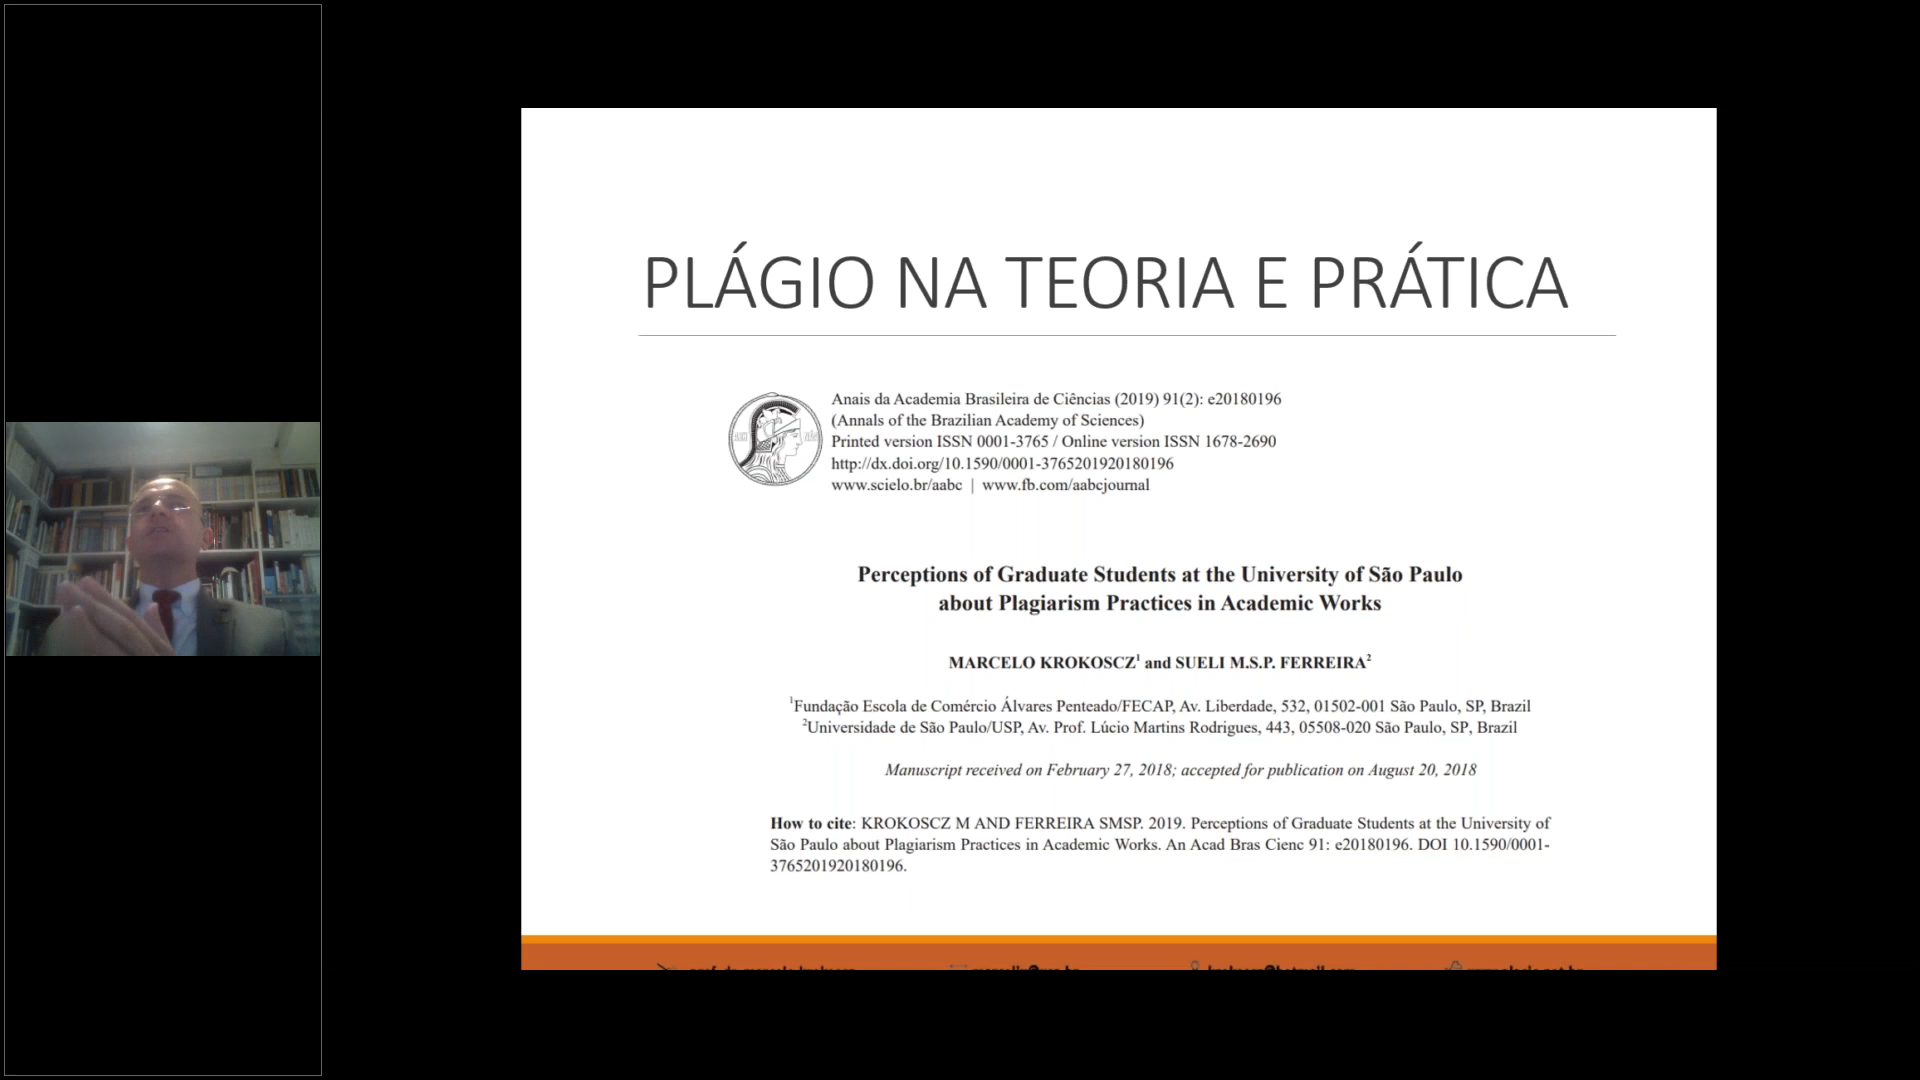 PLÁGIO NA TEORIA E PRÁTICA
Anais da Academia Brasileira de Ciências (2019) 91(2): e20180196
(Annals of the Brazilian Academy of Sciences)
Printed version ISSN 0001-3765 / Online version ISSN 1678-2690
http://dx.doi.org/10.1590/0001-3765201920180196
www.scielo.br/aabc | www.fb.com/aabcjournal
Perceptions of Graduate Students at the University of São Paulo
about Plagiarism Practices in Academic Works
MARCELO KROKOSCZ¹ and SUELI M.S.P. FERREIRA²
¹Fundação Escola de Comércio Álvares Penteado/FECAP, Av. Liberdade, 532, 01502-001 São Paulo, SP, Brazil
²Universidade de São Paulo/USP, Av. Prof. Lúcio Martins Rodrigues, 443, 05508-020 São Paulo, SP, Brazil
Manuscript received on February 27, 2018; accepted for publication on August 20, 2018
How to cite: KROKOSCZ M AND FERREIRA SMSP. 2019. Perceptions of Graduate Students at the University of
São Paulo about Plagiarism Practices in Academic Works. An Acad Bras Cienc 91: e20180196. DOI 10.1590/0001-
3765201920180196.